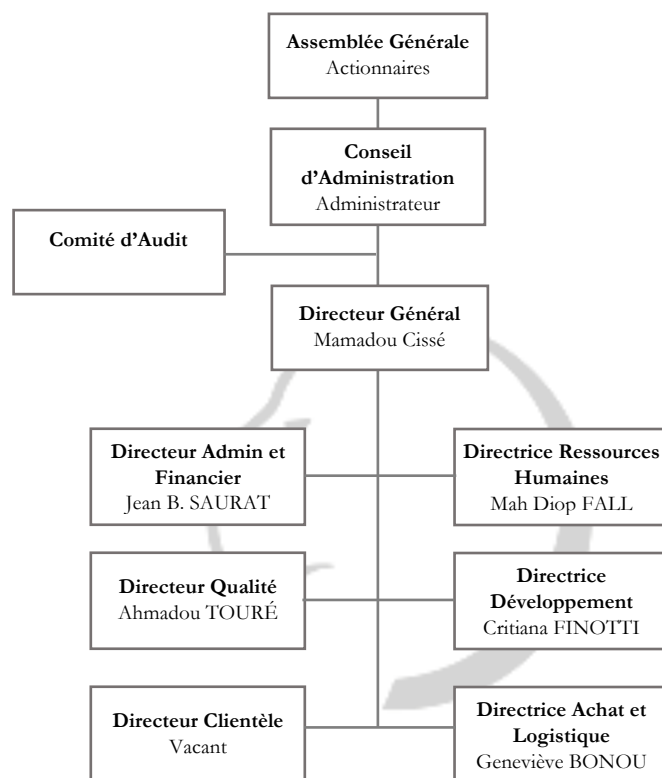 Assemblée Générale
Actionnaires
Conseil
d'Administration
Administrateur
Comité d'Audit
Directeur Général
Mamadou Cissé
Directeur Admin et
Financier
Jean B. SAURAT
Directrice Ressources
Humaines
Mah Diop FALL
Directeur Qualité
Ahmadou TOURÉ
Directrice
Développement
Critiana FINOTTI
Directeur Clientèle
Vacant
Directrice Achat et
Logistique
Geneviève BONOU